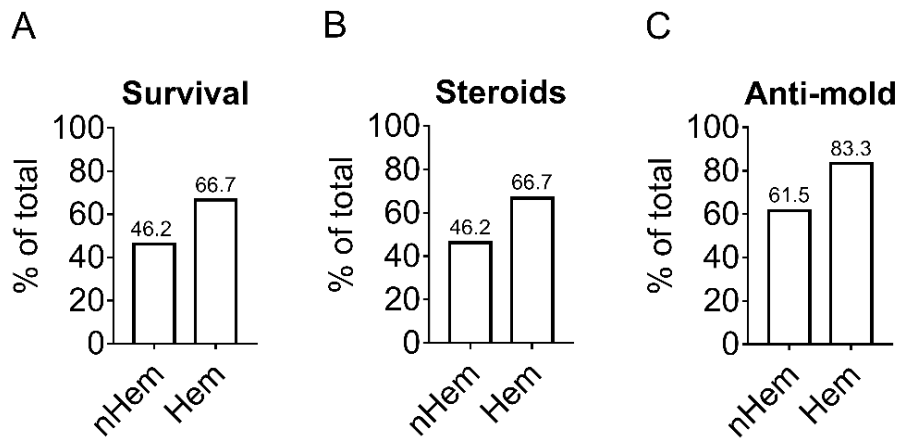 A
Survival
% of total
100
80
60
40
20
0
46.2
66.7
nHem
Hem
B
Steroids
% of total
100
80
60
40
20
0
46.2
66.7
nHem
Hem
C
Anti-mold
% of total
100
80
60
40
20
0
61.5
83.3
nHem
Hem